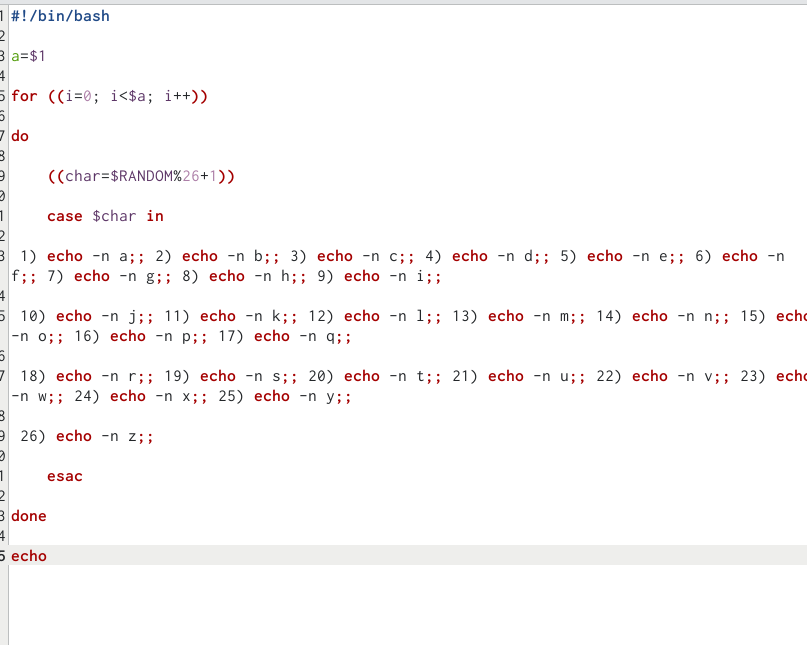 1 #!/bin/bash
2
3 a=$1
4
5 for ((i=0; i<$a; i++))
6
7 do
8
9     ((char=$RANDOM%26+1))
0
1     case $char in
2
3  1) echo -n a;; 2) echo -n b;; 3) echo -n c;; 4) echo -n d;; 5) echo -n e;; 6) echo -n
f;; 7) echo -n g;; 8) echo -n h;; 9) echo -n i;;
4
5  10) echo -n j;; 11) echo -n k;; 12) echo -n l;; 13) echo -n m;; 14) echo -n n;; 15) echo
-n o;; 16) echo -n p;; 17) echo -n q;;
6
7  18) echo -n r;; 19) echo -n s;; 20) echo -n t;; 21) echo -n u;; 22) echo -n v;; 23) echo
-n w;; 24) echo -n x;; 25) echo -n y;;
8
9  26) echo -n z;;
0
1     esac
2
3 done
4
5 echo